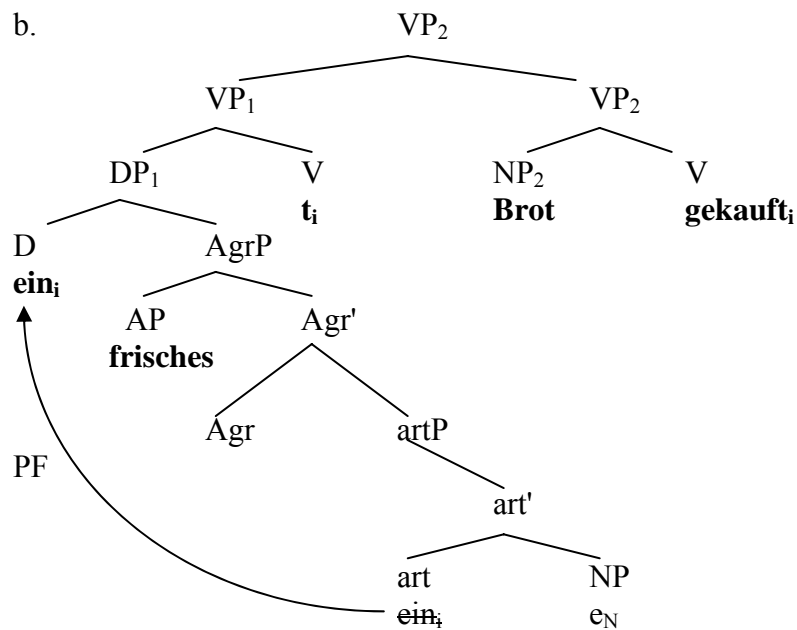 b. VP₂
VP₁ VP₂
DP₁ V NP₂ V
tᵢ Brot gekauftᵢ
D AgrP
einᵢ
AP Agr'
frisches
Agr artP
PF
art'
art NP
einᵢ e_N